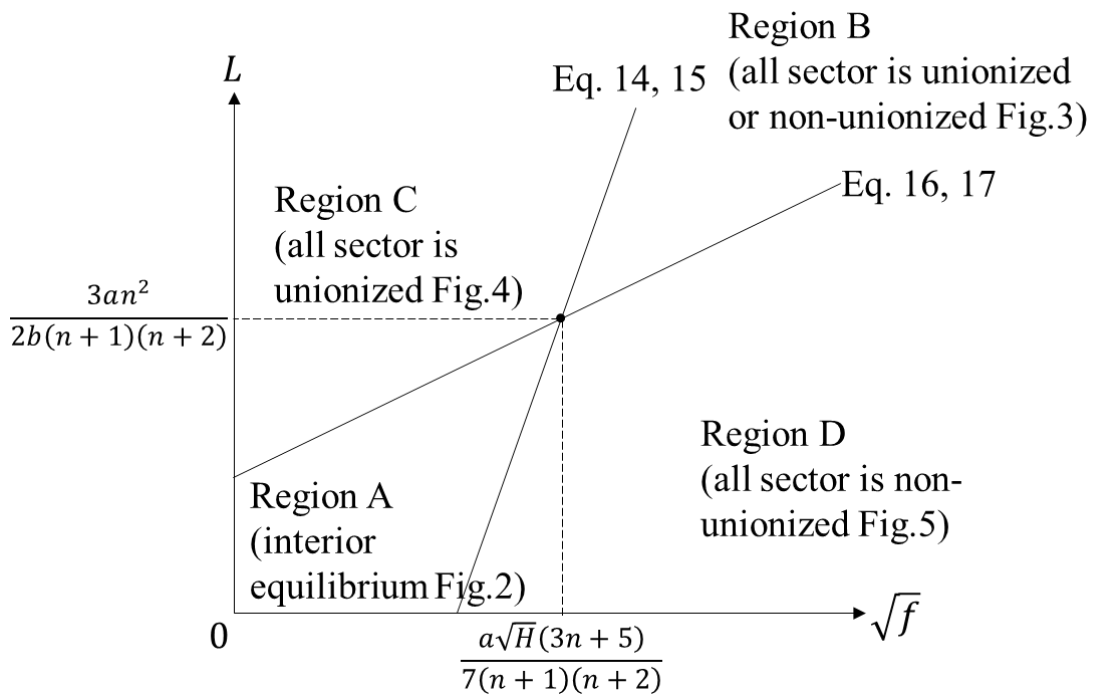 Region B
(all sector is unionized
or non-unionized Fig.3)
L
Eq. 14, 15
Eq. 16, 17
Region C
(all sector is
unionized Fig.4)
3an²
2b(n + 1)(n + 2)
Region D
(all sector is non-
unionized Fig.5)
Region A
(interior
equilibrium Fig.2)
0
√f
a√H(3n + 5)
7(n + 1)(n + 2)